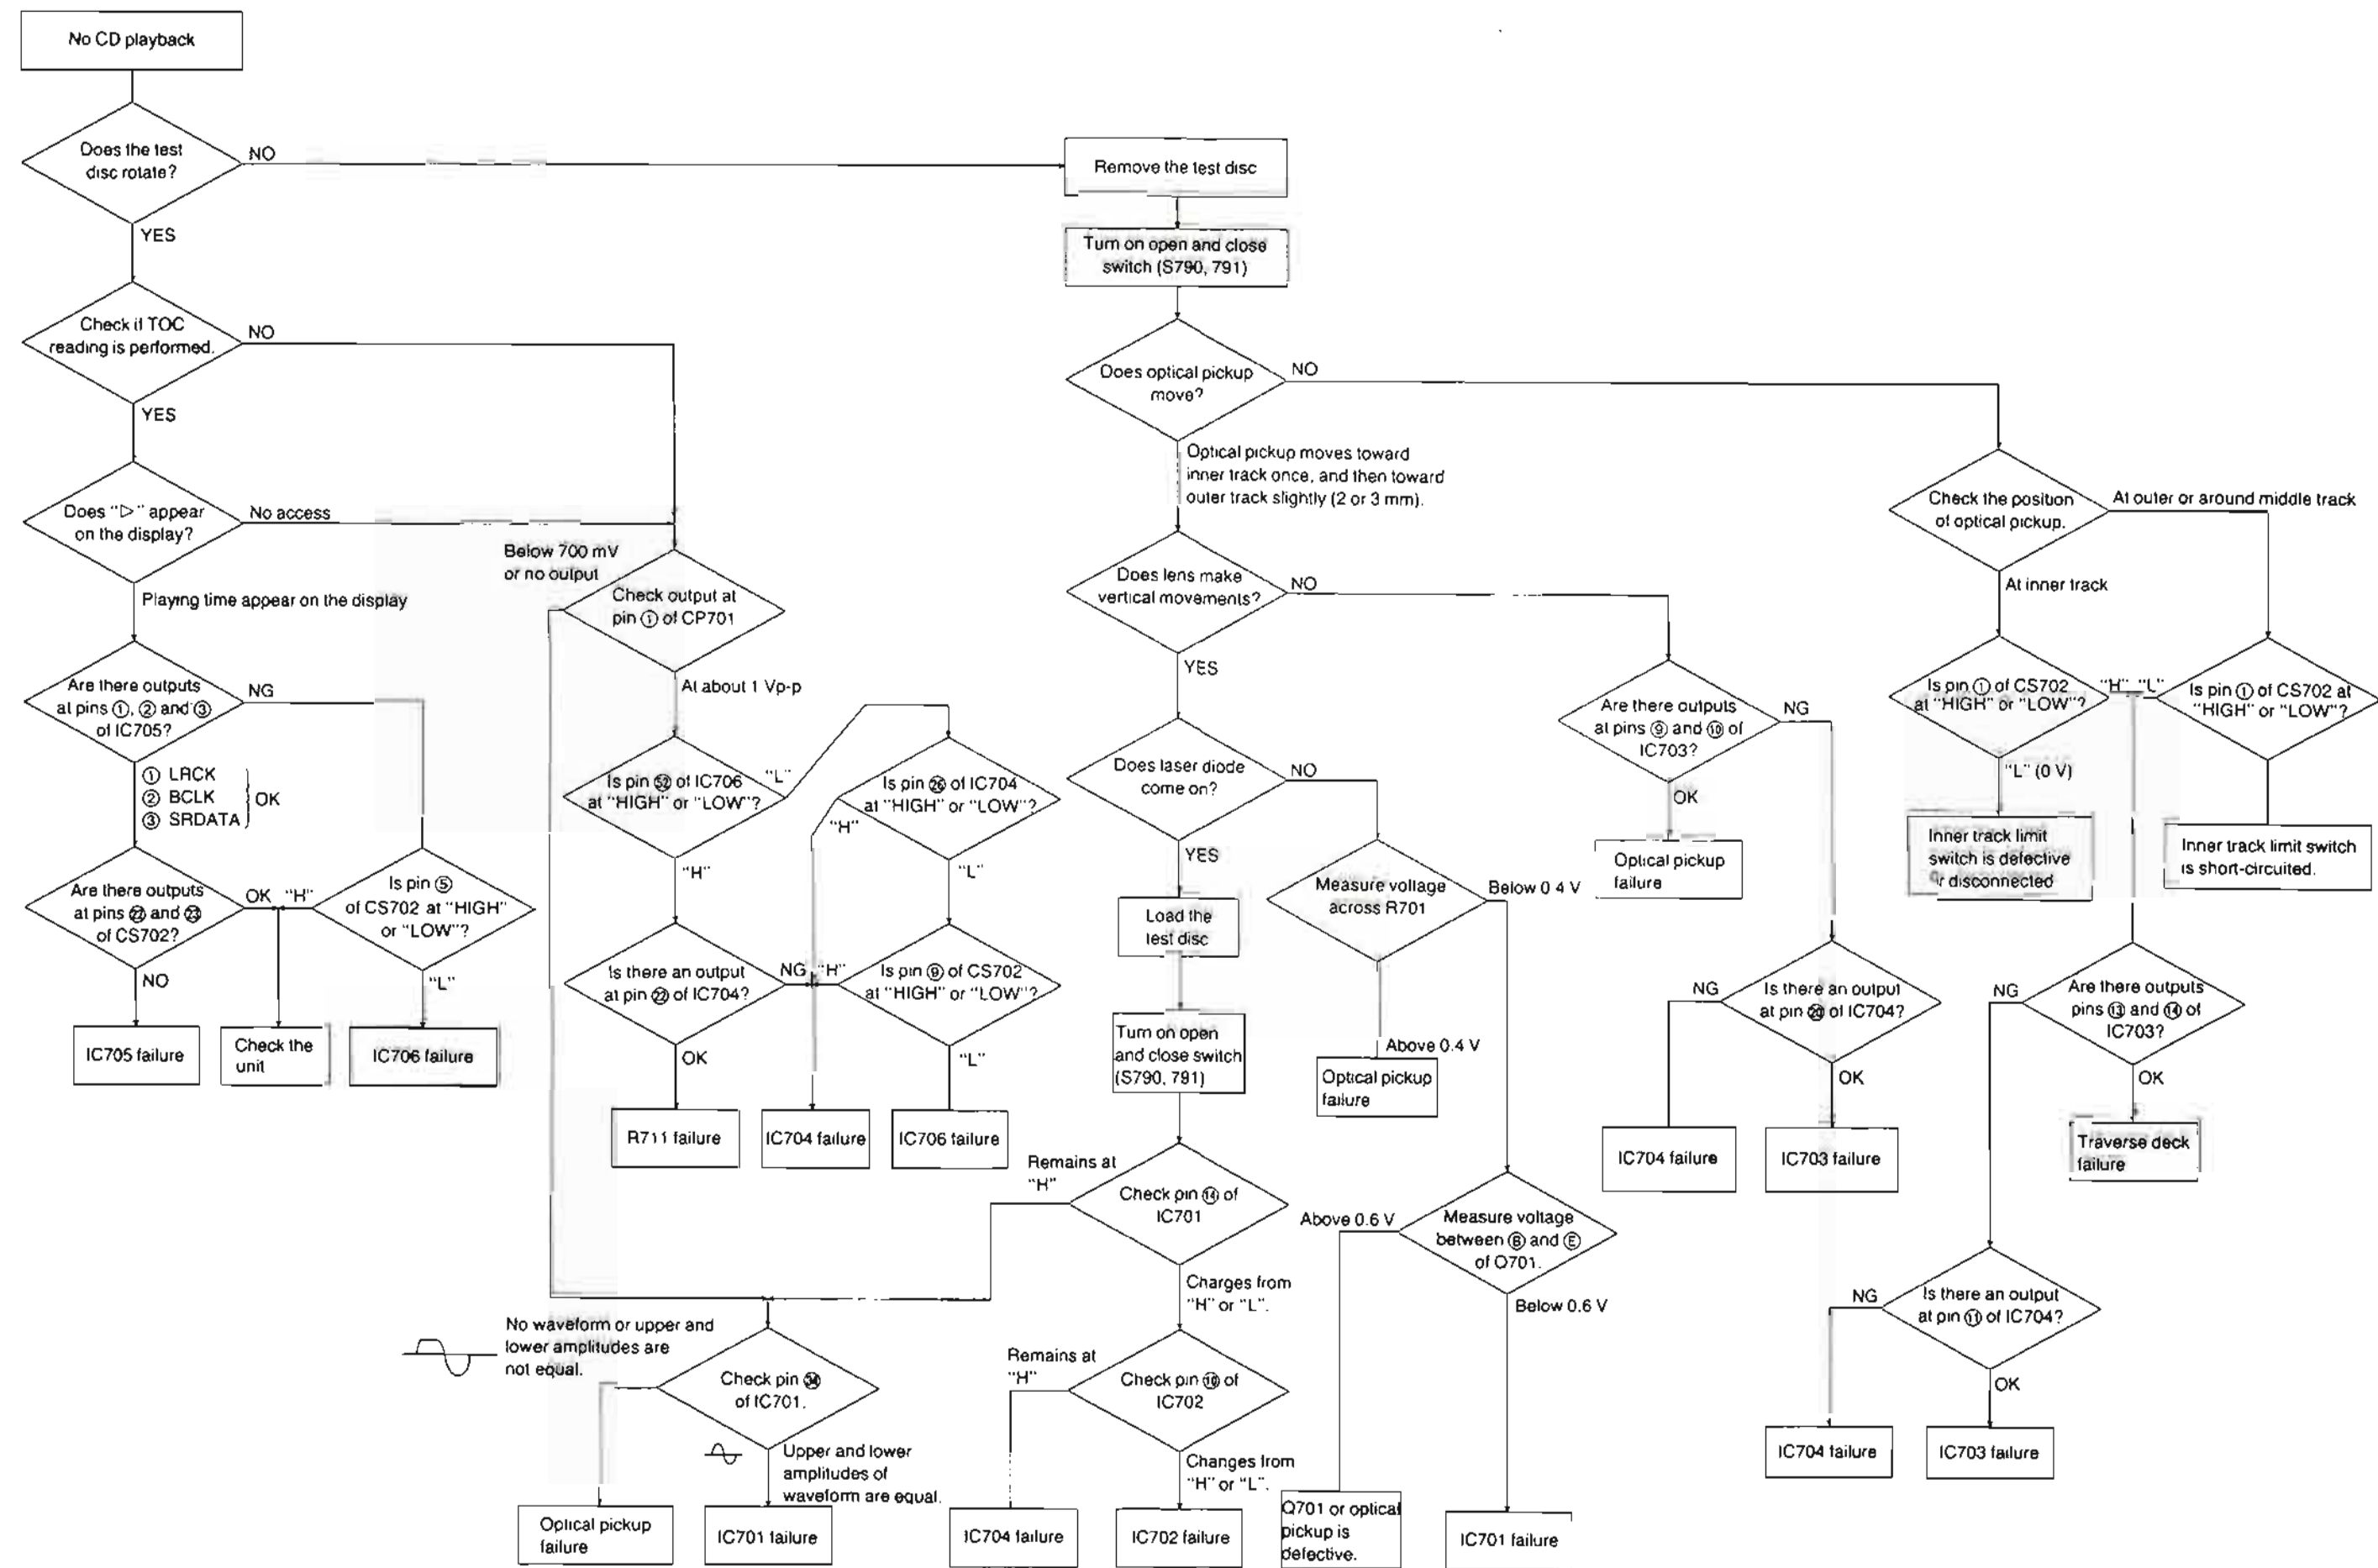 No CD playback
Does the test
disc rotate?
NO
YES
Check if TOC
reading is performed.
NO
YES
Does "▷" appear
on the display?
No access
Playing time appear on the display
Are there outputs
at pins ①, ② and ③
of IC705?
NG
① LRCK
② BCLK
③ SRDATA
OK
Are there outputs
at pins ㉒ and ㉓
of CS702?
OK
"H"
NO
Is pin ⑤
of CS702 at "HIGH"
or "LOW"?
"L"
IC705 failure
Check the
unit
IC706 failure
Below 700 mV
or no output
Check output at
pin ① of CP701
At about 1 Vp-p
Is pin ㊾ of IC706
at "HIGH" or "LOW"?
"L"
"H"
Is pin ㉖ of IC704
at "HIGH" or "LOW"?
"H"
"L"
Is there an output
at pin ㉒ of IC704?
NG
"H"
OK
Is pin ⑨ of CS702
at "HIGH" or "LOW"?
"L"
R711 failure
IC704 failure
IC706 failure
No waveform or upper and
lower amplitudes are
not equal.
Check pin
of IC701.
Upper and lower
amplitudes of
waveform are equal.
Optical pickup
failure
IC701 failure
Remove the test disc
Turn on open and close
switch (S790, 791)
Does optical pickup
move?
NO
Optical pickup moves toward
inner track once, and then toward
outer track slightly (2 or 3 mm).
Does lens make
vertical movements?
NO
YES
Does laser diode
come on?
NO
YES
Load the
test disc
Turn on open
and close switch
(S790, 791)
Remains at
"H"
Check pin ⑭ of
IC701
Charges from
"H" or "L".
Remains at
"H"
Check pin ⑩ of
IC702
Changes from
"H" or "L".
IC704 failure
IC702 failure
Measure voltage
across R701
Below 0 4 V
Above 0.4 V
Optical pickup
failure
Above 0.6 V
Measure voltage
between Ⓑ and Ⓔ
of Q701.
Below 0.6 V
Q701 or optical
pickup is
defective.
IC701 failure
Are there outputs
at pins ⑨ and ⑩ of
IC703?
NG
OK
Optical pickup
failure
NG
Is there an output
at pin ⑳ of IC704?
OK
IC704 failure
IC703 failure
Check the position
of optical pickup.
At outer or around middle track
At inner track
Is pin ① of CS702
at "HIGH" or "LOW"?
"H"
"L"
Is pin ① of CS702 at
"HIGH" or "LOW"?
"L" (0 V)
Inner track limit
switch is defective
r disconnected
Inner track limit switch
is short-circuited.
NG
Are there outputs
pins ⑬ and ⑭ of
IC703?
OK
Traverse deck
failure
NG
Is there an output
at pin ⑪ of IC704?
OK
IC704 failure
IC703 failure